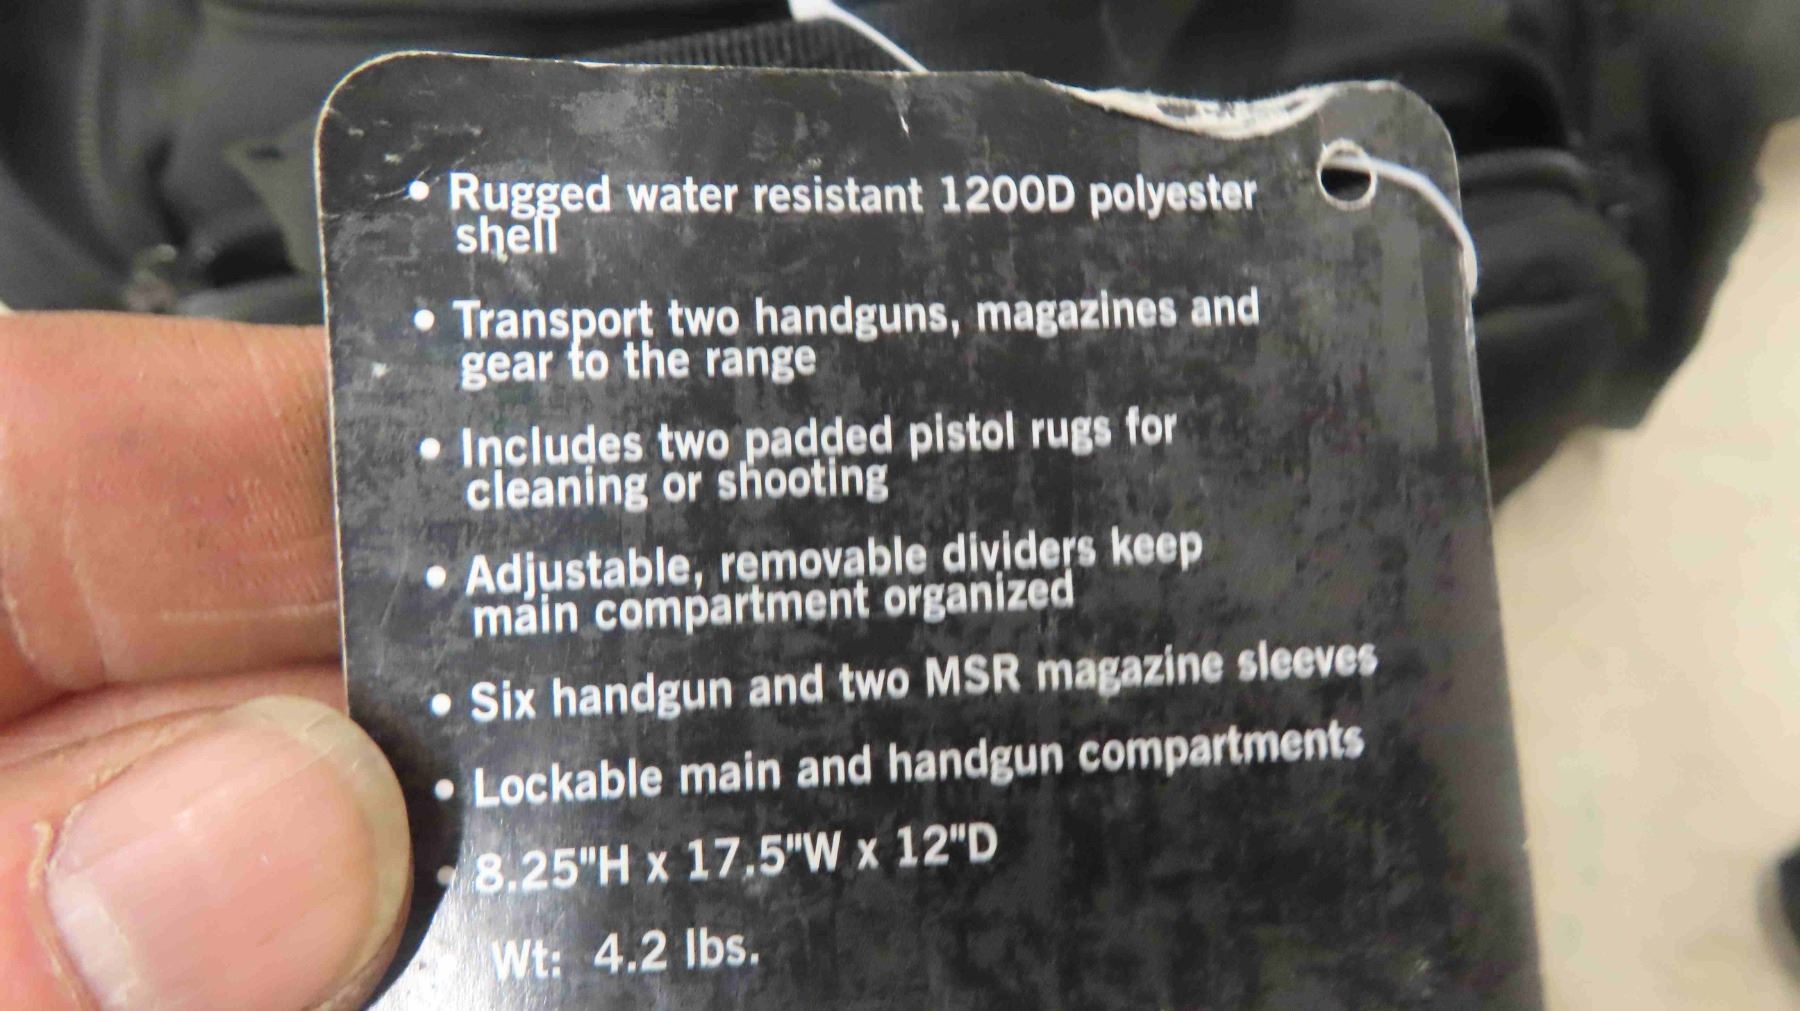 • Rugged water resistant 1200D polyester
shell
• Transport two handguns, magazines and
gear to the range
• Includes two padded pistol rugs for
cleaning or shooting
• Adjustable, removable dividers keep
main compartment organized
• Six handgun and two MSR magazine sleeves
• Lockable main and handgun compartments
• 8.25"H x 17.5"W x 12"D
Wt: 4.2 lbs.